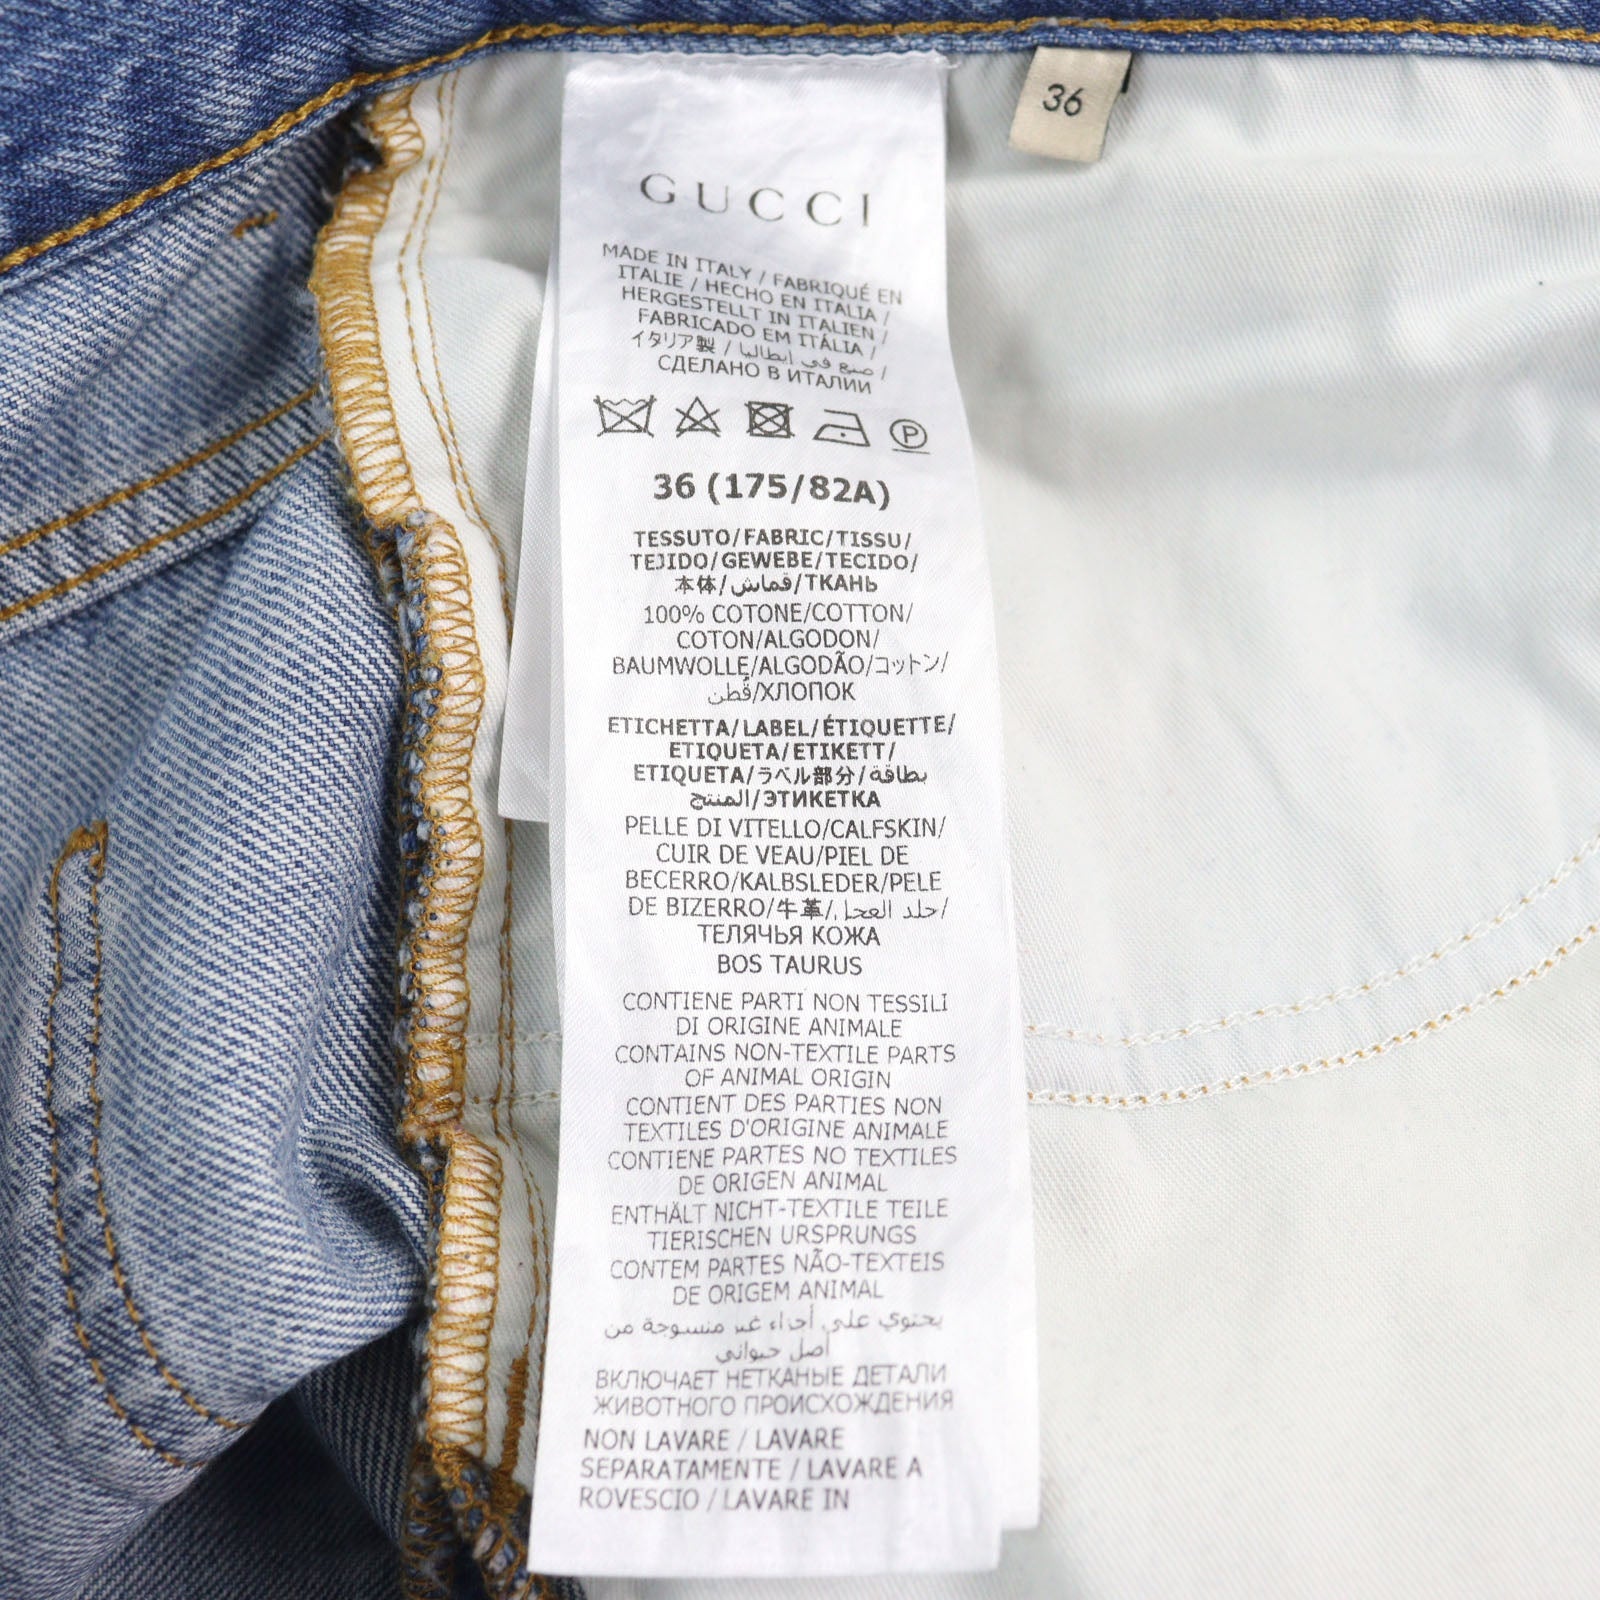 36
GUCCI
MADE IN ITALY / FABRIQUÉ EN
ITALIE / HECHO EN ITALIA /
HERGESTELLT IN ITALIEN /
FABRICADO EM ITÁLIA /
イタリア製 / صنع في إيطاليا /
СДЕЛАНО В ИТАЛИИ
P
36 (175/82A)
TESSUTO/FABRIC/TISSU/
TEJIDO/GEWEBE/TECIDO/
本体/قماش/ТКАНЬ
100% COTONE/COTTON/
COTON/ALGODON/
BAUMWOLLE/ALGODÃO/コットン/
قُطن/ХЛОПОК
ETICHETTA/LABEL/ÉTIQUETTE/
ETIQUETA/ETIKETT/
ETIQUETA/ラベル部分/بطاقة
المنتج/ЭТИКЕТКА
PELLE DI VITELLO/CALFSKIN/
CUIR DE VEAU/PIEL DE
BECERRO/KALBSLEDER/PELE
DE BIZERRO/牛革/جلد العجل/
ТЕЛЯЧЬЯ КОЖА
BOS TAURUS
CONTIENE PARTI NON TESSILI
DI ORIGINE ANIMALE
CONTAINS NON-TEXTILE PARTS
OF ANIMAL ORIGIN
CONTIENT DES PARTIES NON
TEXTILES D'ORIGINE ANIMALE
CONTIENE PARTES NO TEXTILES
DE ORIGEN ANIMAL
ENTHÄLT NICHT-TEXTILE TEILE
TIERISCHEN URSPRUNGS
CONTEM PARTES NÃO-TEXTEIS
DE ORIGEM ANIMAL
يحتوي على أجزاء غير منسوجة من
أصل حيواني
ВКЛЮЧАЕТ НЕТКАНЫЕ ДЕТАЛИ
ЖИВОТНОГО ПРОИСХОЖДЕНИЯ
NON LAVARE / LAVARE
SEPARATAMENTE / LAVARE A
ROVESCIO / LAVARE IN